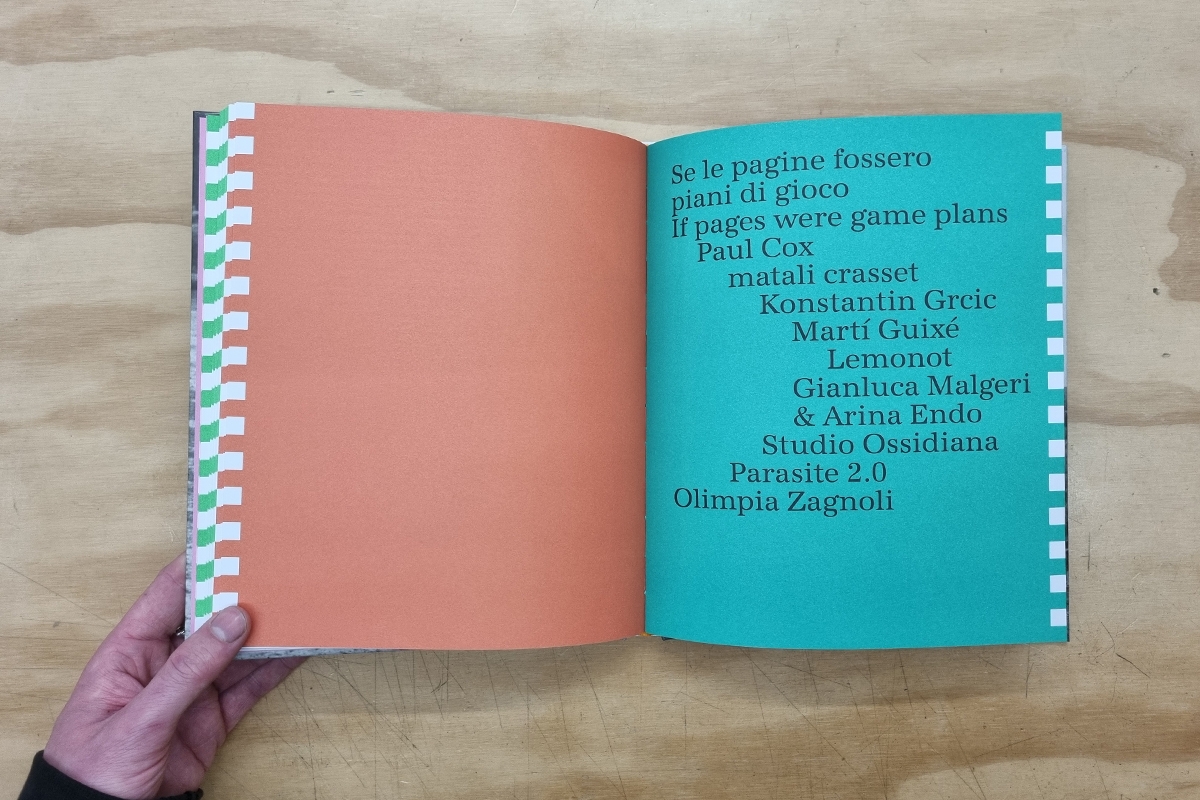 Se le pagine fossero
piani di gioco
If pages were game plans
Paul Cox
matali crasset
Konstantin Grcic
Martí Guixé
Lemonot
Gianluca Malgeri
& Arina Endo
Studio Ossidiana
Parasite 2.0
Olimpia Zagnoli